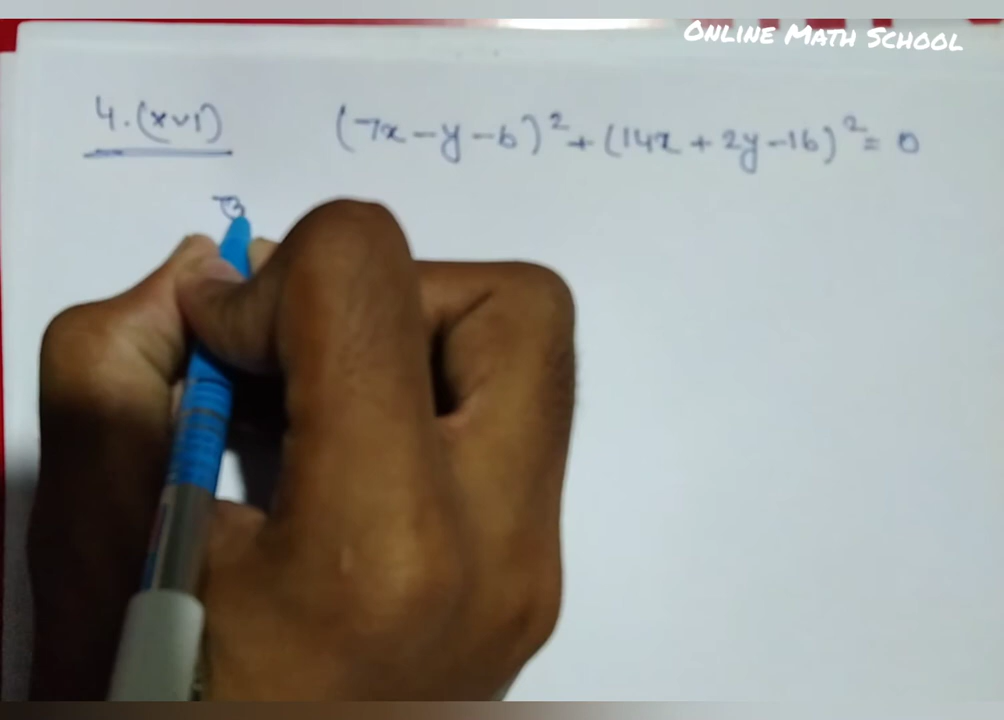 ONLINE MATH SCHOOL
4.(xvi) (7x-y-6)²+(14x+2y-16)²=0